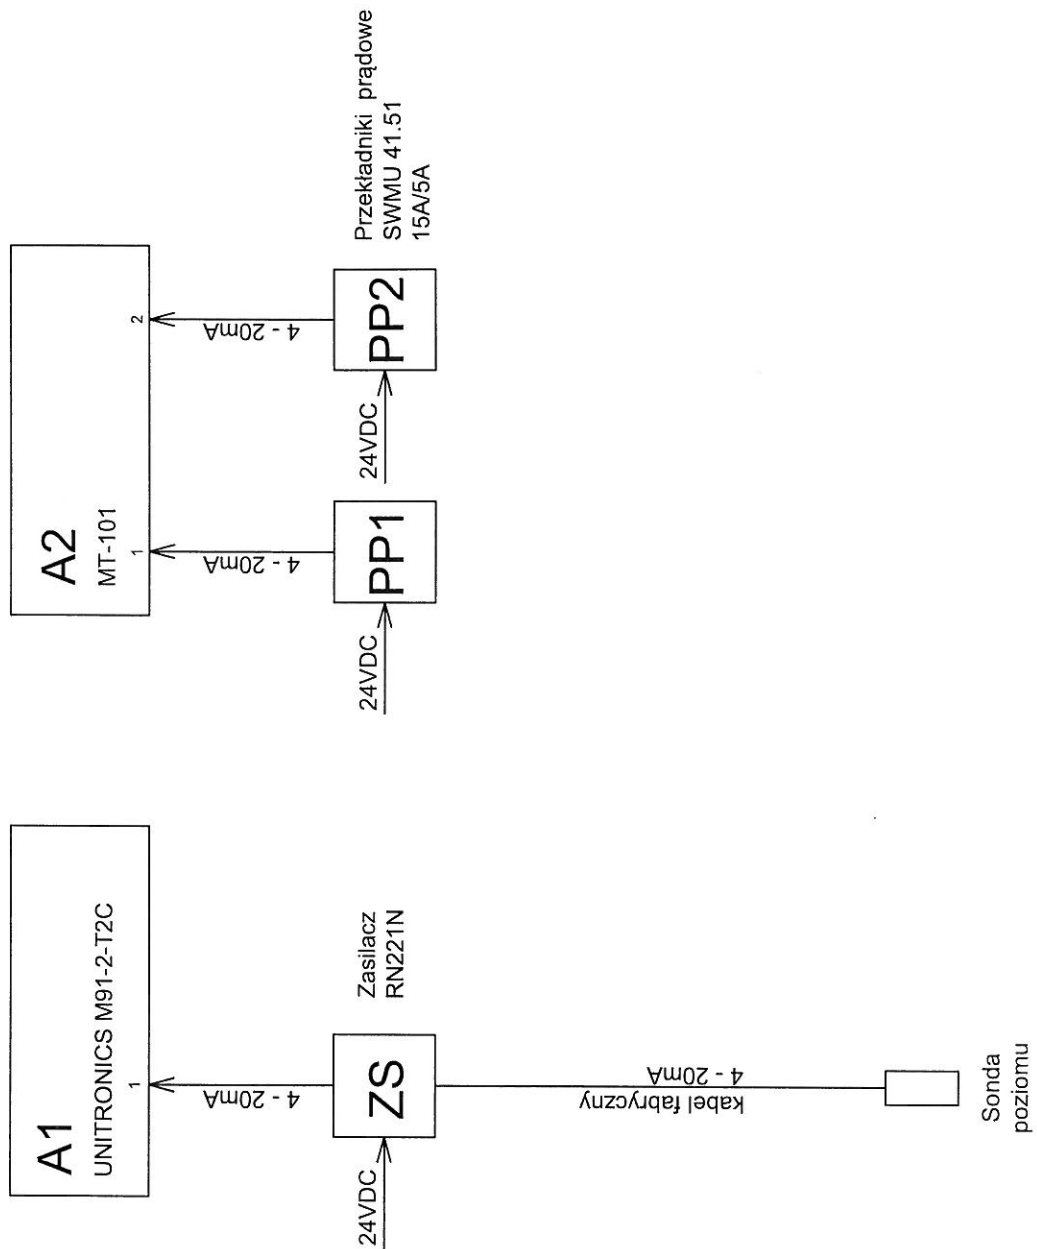 A1
UNITRONICS M91-2-T2C
1
4 - 20mA
24VDC
ZS
Zasilacz
RN221N
kabel fabryczny
4 - 20mA
Sonda
poziomu
A2
MT-101
1
2
4 - 20mA
4 - 20mA
24VDC
PP1
24VDC
PP2
Przekładniki prądowe
SWMU 41.51
15A/5A